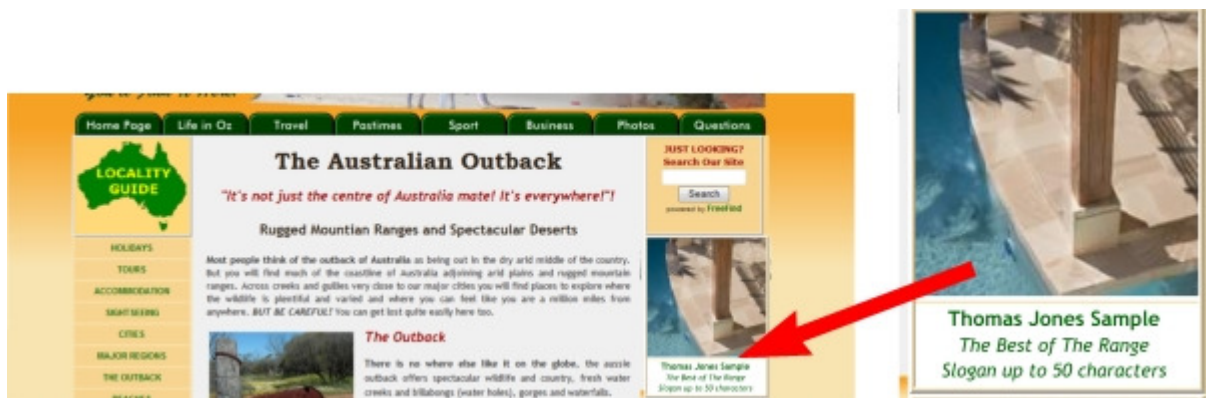 Home Page Life in Oz Travel Pastimes Sport Business Photos Questions
LOCALITY
GUIDE
HOLIDAYS
TOURS
ACCOMMODATION
SIGHT SEEING
CITIES
MAJOR REGIONS
THE OUTBACK
The Australian Outback
"It's not just the centre of Australia mate! It's everywhere!"!
Rugged Mountian Ranges and Spectacular Deserts
Most people think of the outback of Australia as being out in the dry arid middle of the country.
But you will find much of the coastline of Australia adjoining arid plains and rugged mountain
ranges. Across creeks and gullies very close to our major cities you will find places to explore where
the wildlife is plentiful and varied and where you can feel like you are a million miles from
anywhere. BUT BE CAREFUL! You can get lost quite easily here too.
The Outback
There is no where else like it on the globe, the aussie
outback offers spectacular wildlife and country, fresh water
creeks and billabongs (water holes), gorges and waterfalls.
JUST LOOKING?
Search Our Site
Search
powered by FreeFind
Thomas Jones Sample
The Best of The Range
Slogan up to 50 characters
Thomas Jones Sample
The Best of The Range
Slogan up to 50 characters